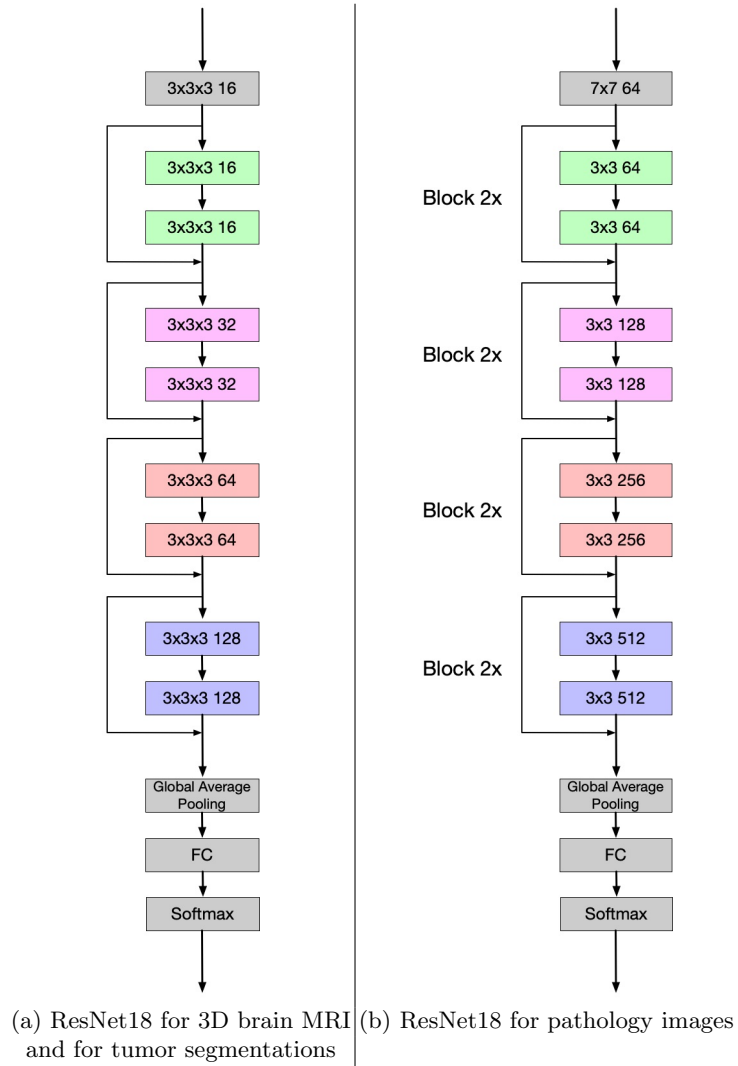 3x3x3 16
3x3x3 16
3x3x3 16
3x3x3 32
3x3x3 32
3x3x3 64
3x3x3 64
3x3x3 128
3x3x3 128
Global Average
Pooling
FC
Softmax
(a) ResNet18 for 3D brain MRI
and for tumor segmentations
7x7 64
Block 2x
3x3 64
3x3 64
Block 2x
3x3 128
3x3 128
Block 2x
3x3 256
3x3 256
Block 2x
3x3 512
3x3 512
Global Average
Pooling
FC
Softmax
(b) ResNet18 for pathology images